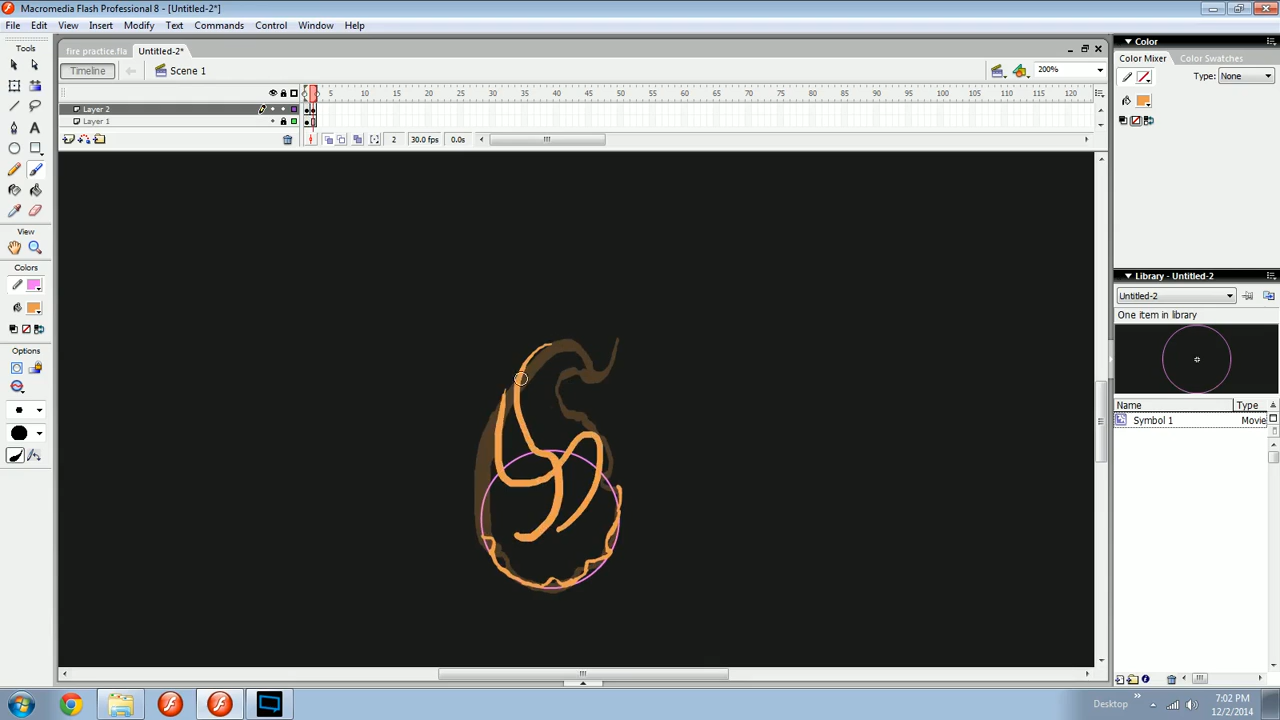 Macromedia Flash Professional 8 - [Untitled-2*]
File Edit View Insert Modify Text Commands Control Window Help
Tools
fire practice.fla Untitled-2*
Timeline Scene 1 200%
5 10 15 20 25 30 35 40 45 50 55 60 65 70 75 80 85 90 95 100 105 110 115 120
Layer 2
Layer 1
2 30.0 fps 0.0s
View
Colors
Options
Color
Color Mixer Color Swatches
Type: None
Library - Untitled-2
Untitled-2
One item in library
Name Type
Symbol 1 Movie
Desktop
7:02 PM
12/2/2014